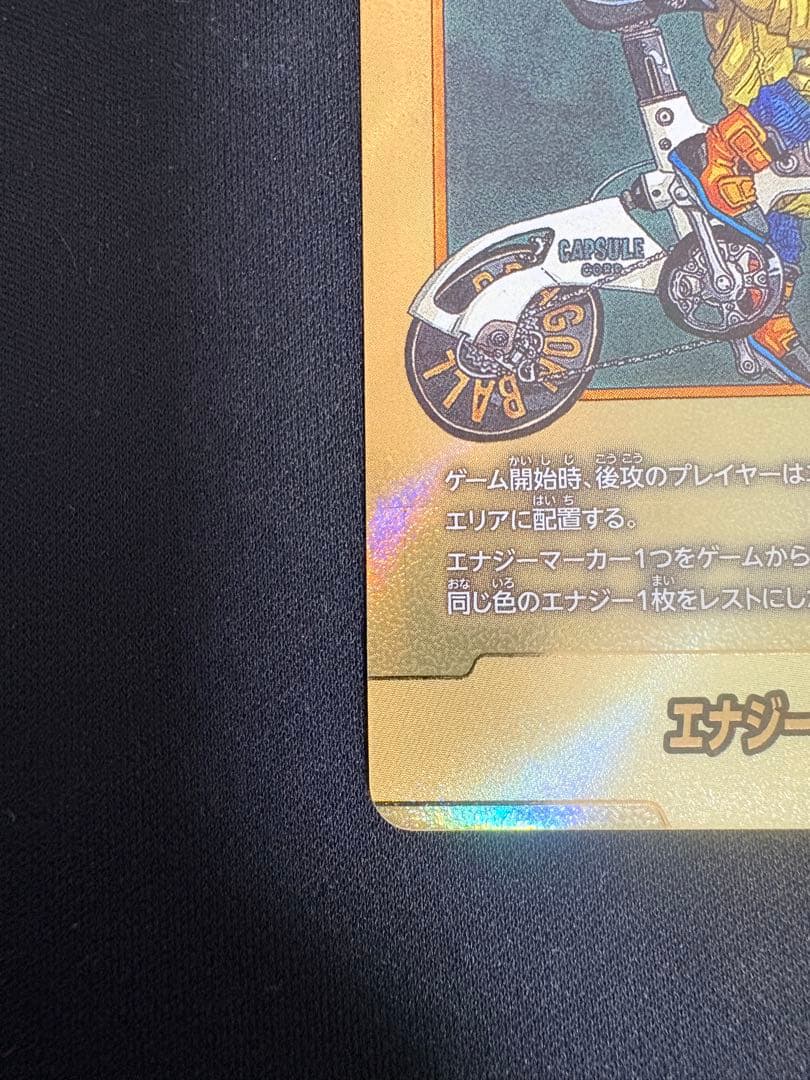 CAPSULE
CORP.
DRAGON BALL
ゲーム開始時、後攻のプレイヤーは
エリアに配置する。
エナジーマーカー1つをゲームから
同じ色のエナジー1枚をレストにし
エナジー